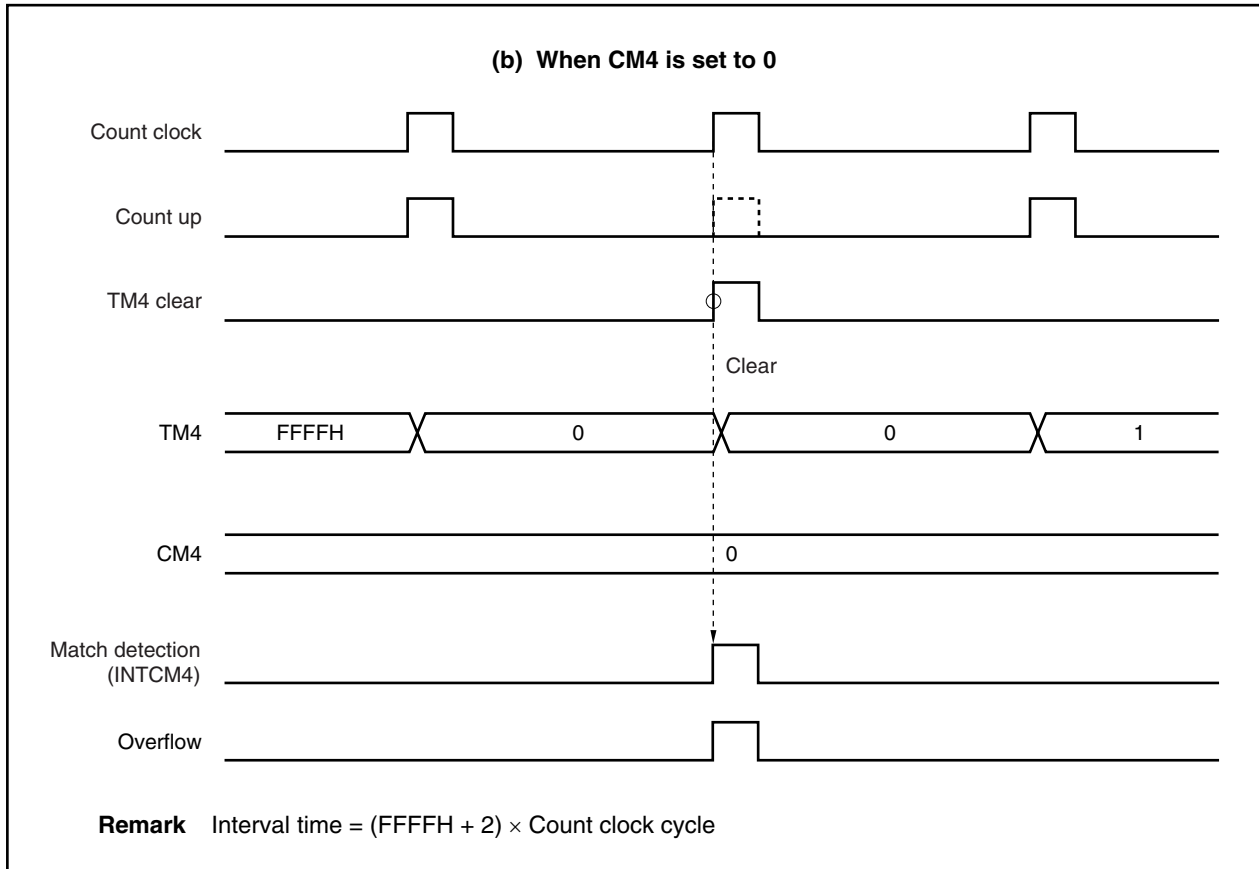 (b) When CM4 is set to 0
Count clock
Count up
TM4 clear
Clear
TM4
FFFFH
0
0
1
CM4
0
Match detection
(INTCM4)
Overflow
Remark Interval time = (FFFFH + 2) × Count clock cycle